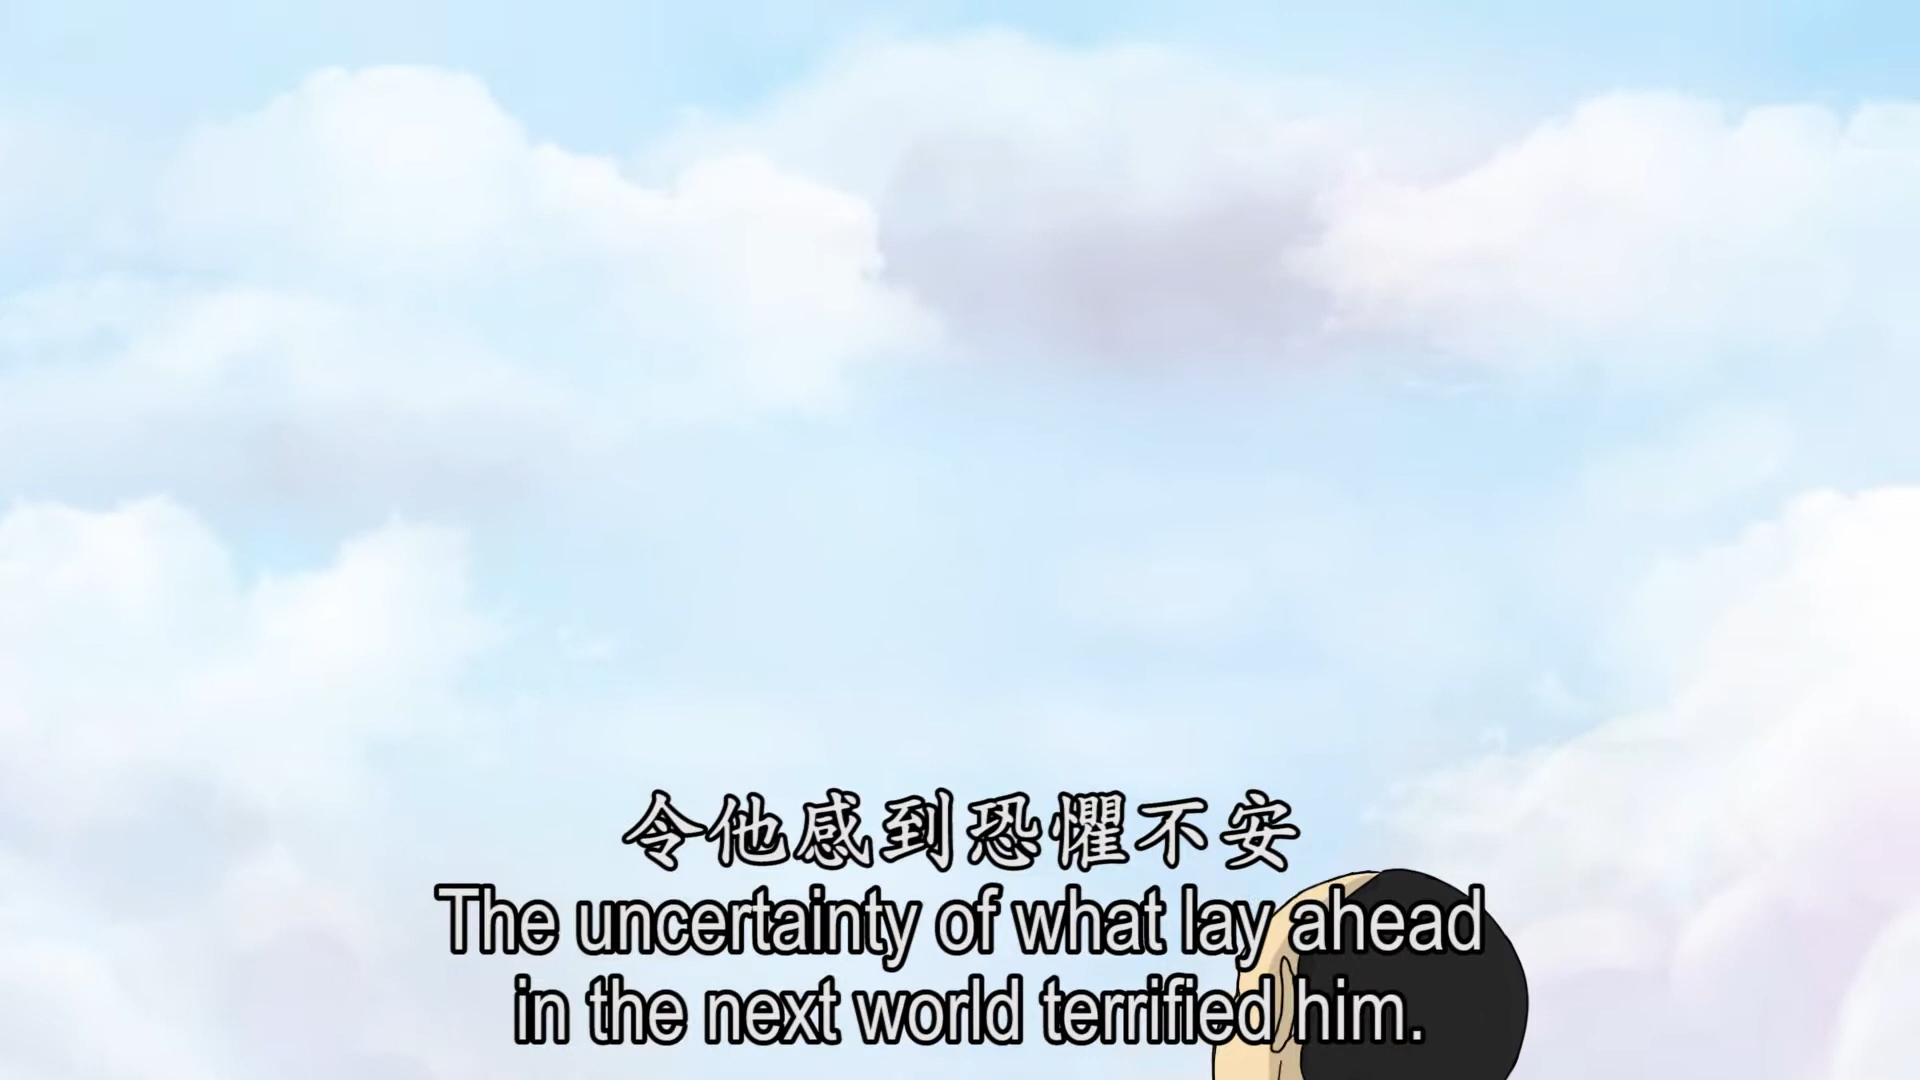 令他感到恐懼不安
The uncertainty of what lay ahead
in the next world terrified him.